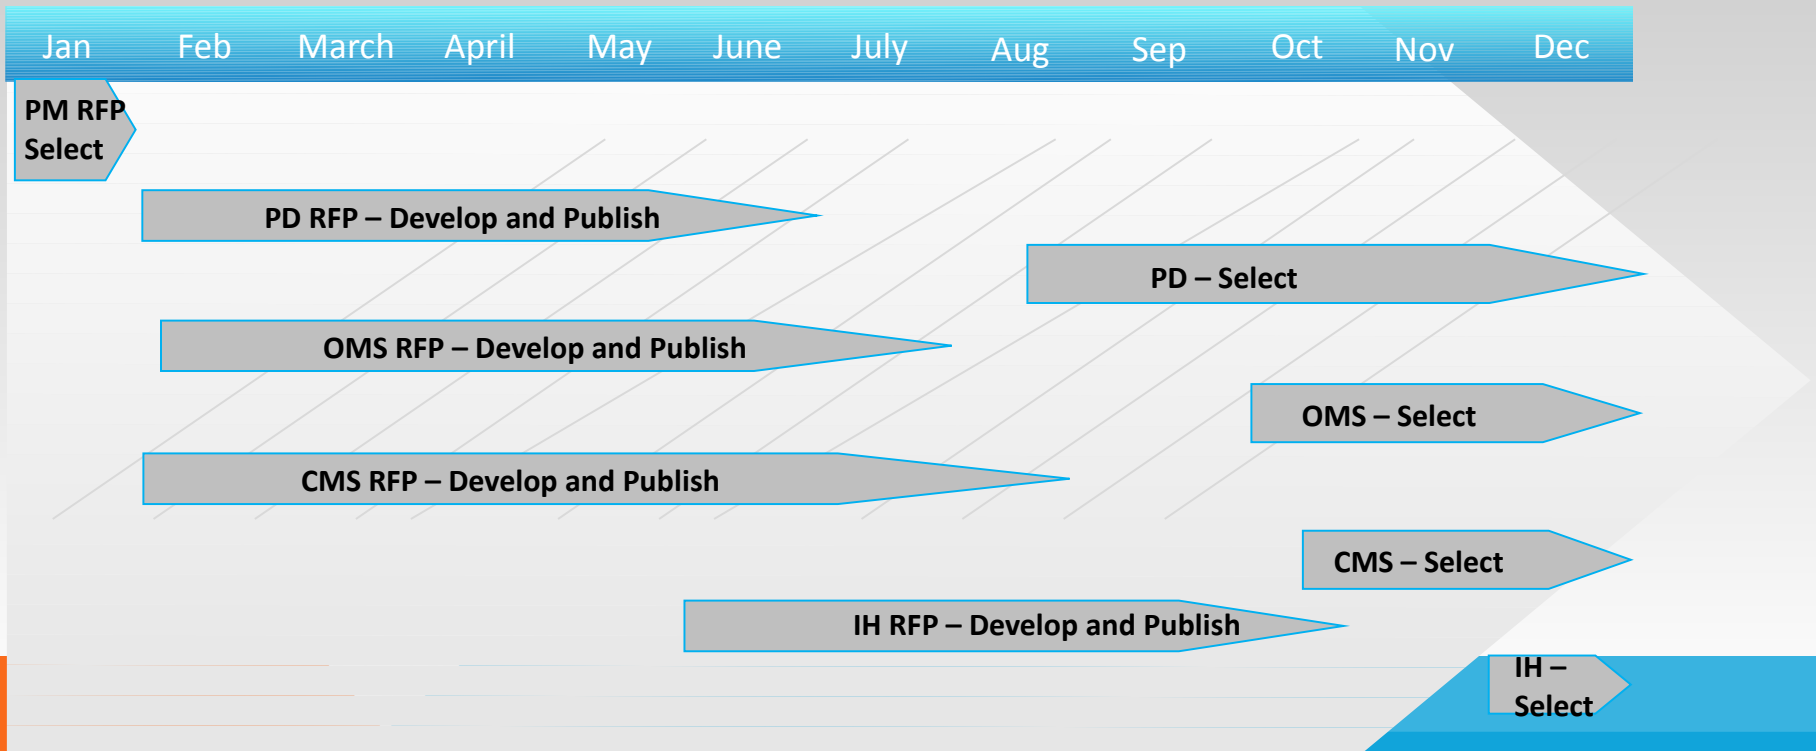 Jan Feb March April May June July Aug Sep Oct Nov Dec
PM RFP
Select
PD RFP – Develop and Publish
PD – Select
OMS RFP – Develop and Publish
OMS – Select
CMS RFP – Develop and Publish
CMS – Select
IH RFP – Develop and Publish
IH –
Select